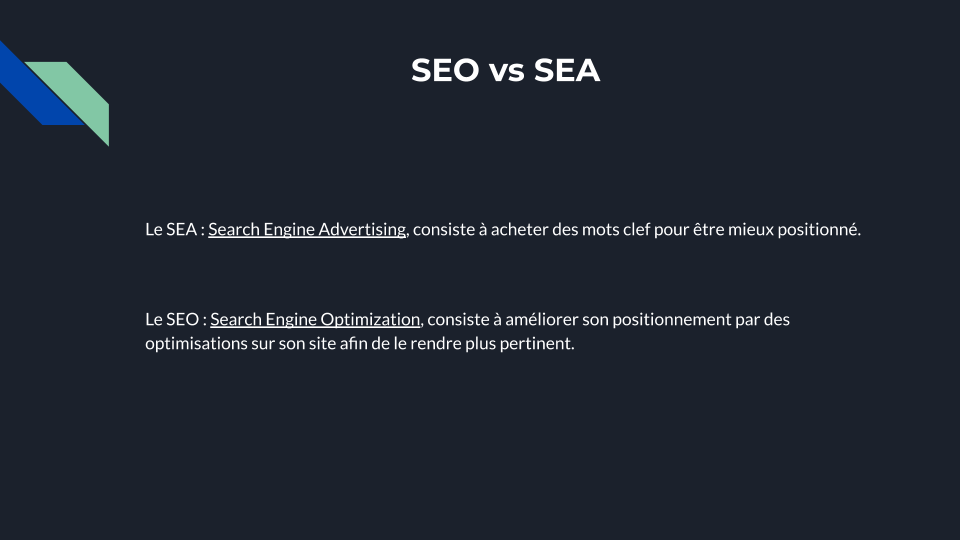 SEO vs SEA
Le SEA : Search Engine Advertising, consiste à acheter des mots clef pour être mieux positionné.
Le SEO : Search Engine Optimization, consiste à améliorer son positionnement par des
optimisations sur son site afin de le rendre plus pertinent.